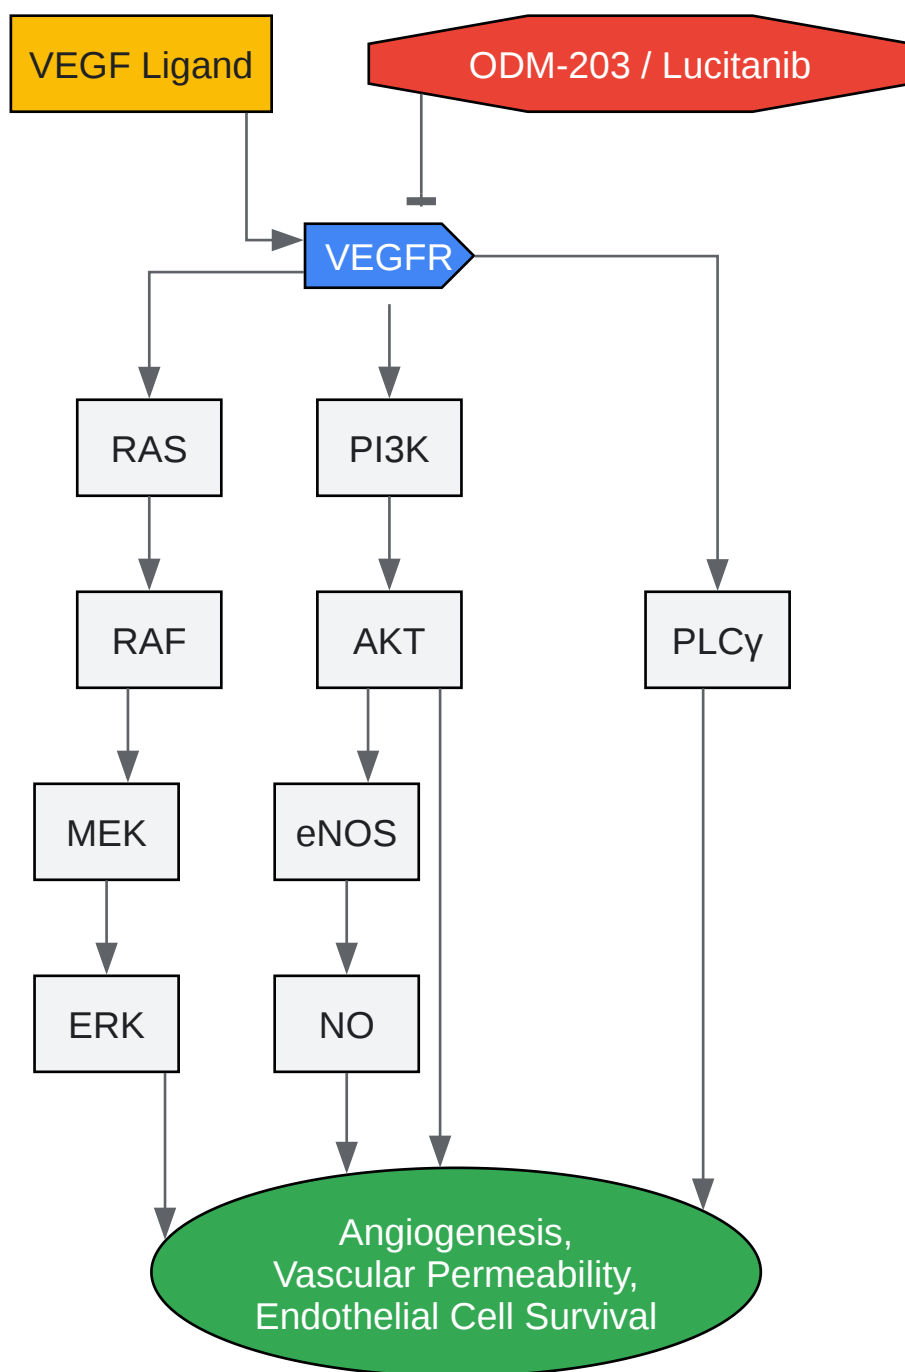 VEGF Ligand
ODM-203 / Lucitanib
VEGFR
RAS
PI3K
RAF
AKT
PLCγ
MEK
eNOS
ERK
NO
Angiogenesis,
Vascular Permeability,
Endothelial Cell Survival